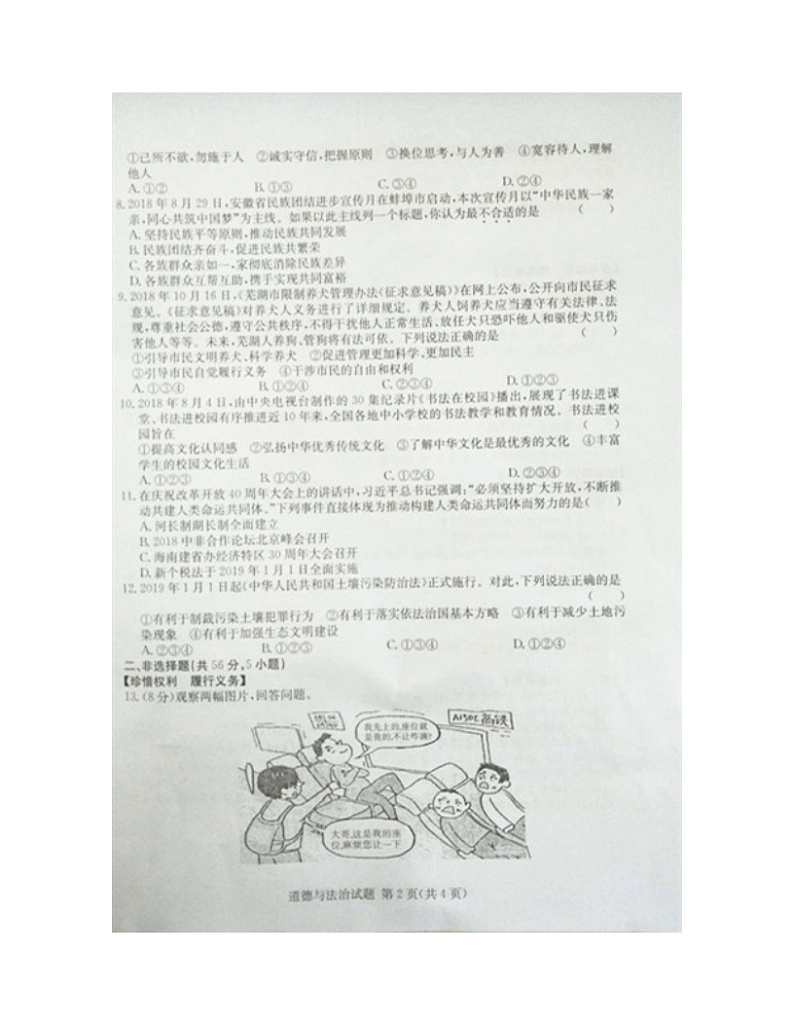 ①己所不欲,勿施于人　②诚实守信,把握原则　③换位思考,与人为善　④宽容待人,理解
他人
A.①②　B.①③　C.③④　D.②④
8.2018年8月29日,安徽省民族团结进步宣传月在蚌埠市启动,本次宣传月以“中华民族一家
亲,同心共筑中国梦”为主线。如果以此主线列一个标题,你认为最不合适的是　(　　)
A.坚持民族平等原则,推动民族共同发展
B.民族团结齐奋斗,促进民族共繁荣
C.各族群众亲如一,家彻底消除民族差异
D.各族群众互帮互助,携手实现共同富裕
9.2018年10月16日,《芜湖市限制养犬管理办法(征求意见稿)》在网上公布,公开向市民征求
意见。《征求意见稿》对养犬人义务进行了详细规定。养犬人饲养犬应当遵守有关法律、法
规,尊重社会公德,遵守公共秩序,不得干扰他人正常生活、放任犬只恐吓他人和驱使犬只伤
害他人等等。未来,芜湖人养狗、管狗将有法可依。下列说法正确的是　(　　)
①引导市民文明养犬、科学养犬　②促进管理更加科学、更加民主
③引导市民自觉履行义务　④干涉市民的自由和权利
A.①③④　B.①②④　C.②③④　D.①②③
10.2018年8月4日,由中央电视台制作的30集纪录片《书法在校园》播出,展现了书法进课
堂、书法进校园有序推进近10年来,全国各地中小学校的书法教学和教育情况。书法进校
园旨在　(　　)
①提高文化认同感　②弘扬中华优秀传统文化　③了解中华文化是最优秀的文化　④丰富
学生的校园文化生活
A.①②③　B.①③④　C.①②④　D.②③④
11.在庆祝改革开放40周年大会上的讲话中,习近平总书记强调:“必须坚持扩大开放,不断推
动共建人类命运共同体。”下列事件直接体现为推动构建人类命运共同体而努力的是(　　)
A.河长制湖长制全面建立
B.2018中非合作论坛北京峰会召开
C.海南建省办经济特区30周年大会召开
D.新个税法于2019年1月1日全面实施
12.2019年1月1日起《中华人民共和国土壤污染防治法》正式施行。对此,下列说法正确的是
(　　)
①有利于制裁污染土壤犯罪行为　②有利于落实依法治国基本方略　③有利于减少土地污
染现象　④有利于加强生态文明建设
A.②③④　B.①②③　C.①③④　D.①②④
二、非选择题(共56分,5小题)
【珍惜权利　履行义务】
13.(8分)观察两幅图片,回答问题。
我先上的,座位就
是我的,不让咋滴?
大哥,这是我的座
位,麻烦您让一下
道德与法治试题　第2页(共4页)